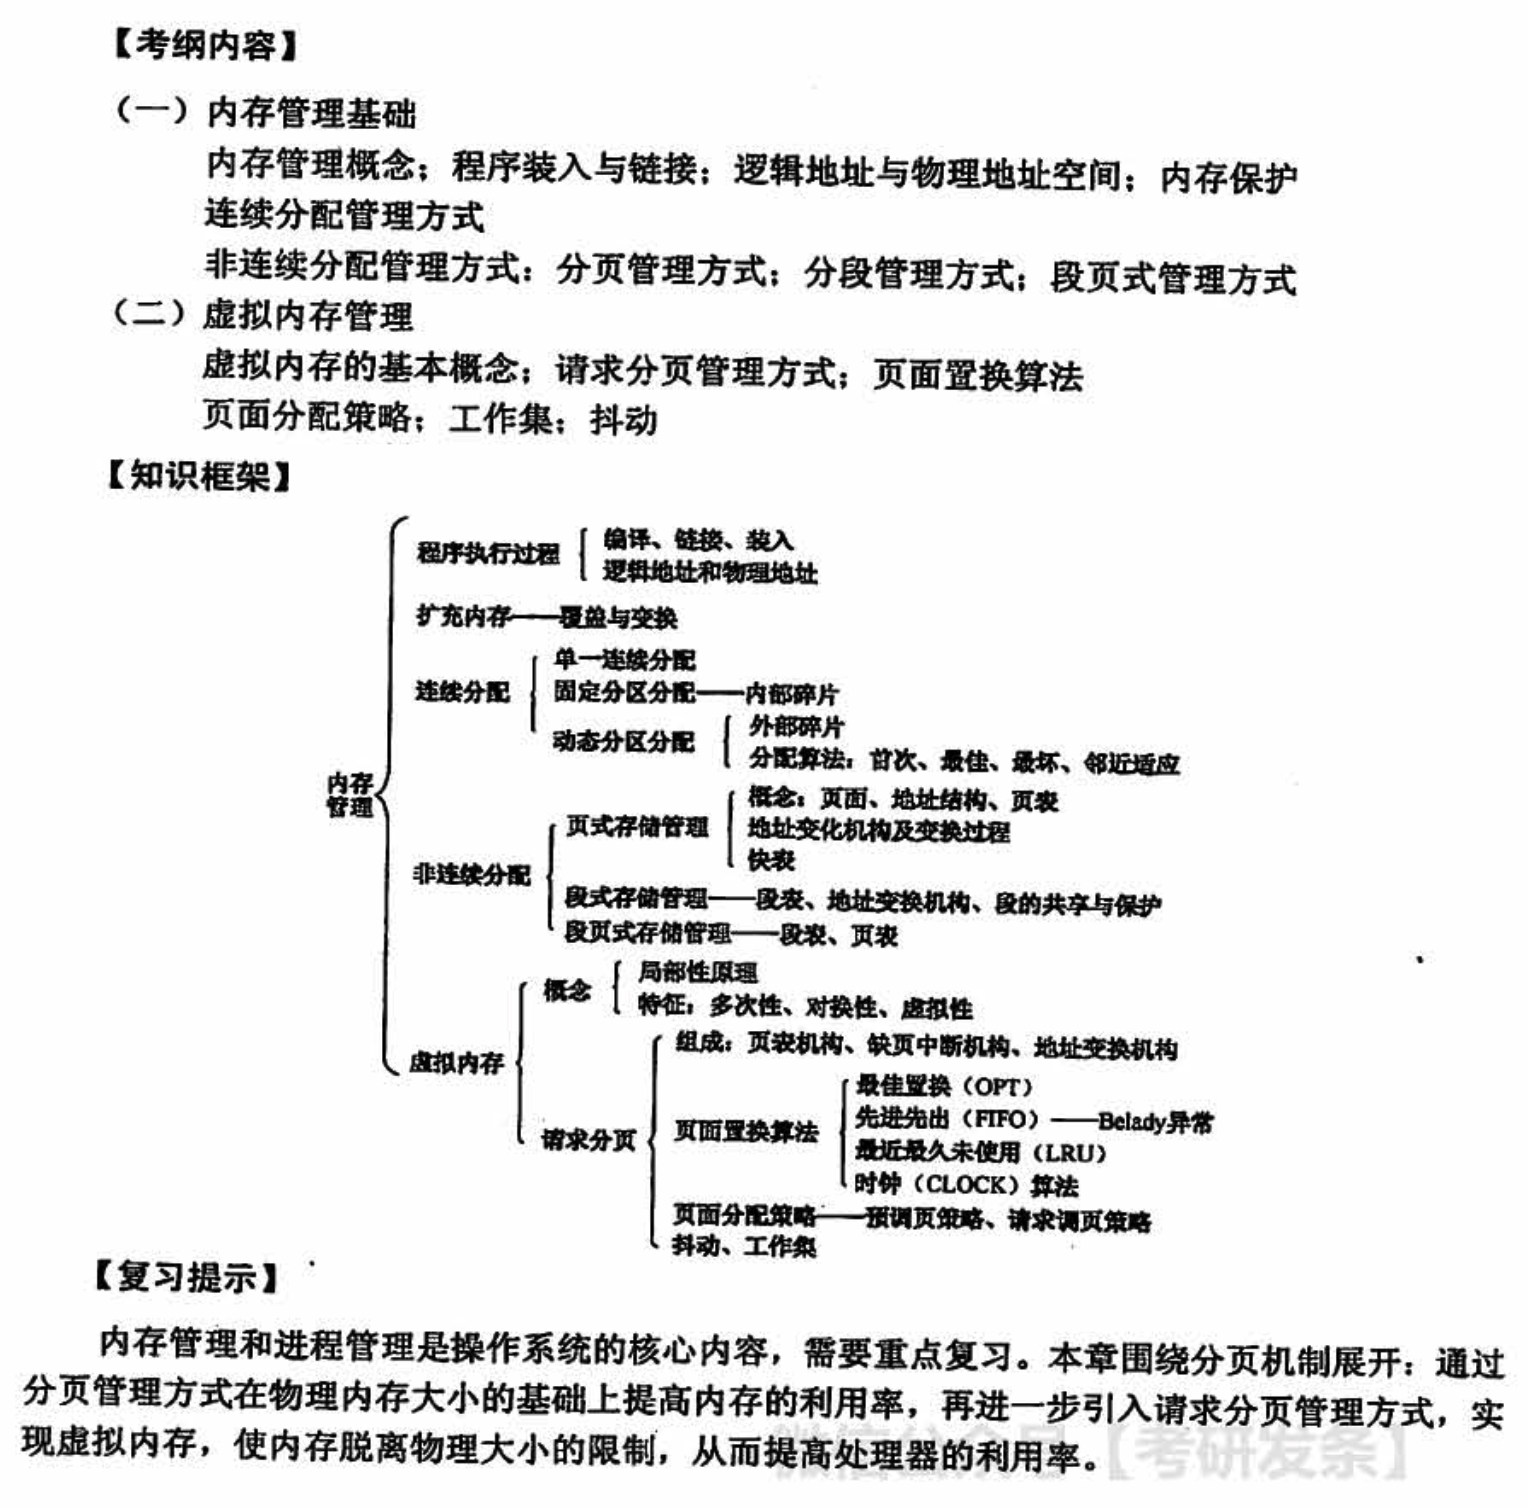 【考纲内容】
（一）内存管理基础
内存管理概念；程序装入与链接；逻辑地址与物理地址空间；内存保护
连续分配管理方式
非连续分配管理方式：分页管理方式；分段管理方式；段页式管理方式
（二）虚拟内存管理
虚拟内存的基本概念；请求分页管理方式；页面置换算法
页面分配策略；工作集；抖动
【知识框架】
内存管理
程序执行过程
编译、链接、装入
逻辑地址和物理地址
扩充内存——覆盖与变换
连续分配
单一连续分配
固定分区分配——内部碎片
动态分区分配
外部碎片
分配算法：首次、最佳、最坏、邻近适应
非连续分配
页式存储管理
概念：页面、地址结构、页表
地址变化机构及变换过程
快表
段式存储管理——段表、地址变换机构、段的共享与保护
段页式存储管理——段表、页表
虚拟内存
概念
局部性原理
特征：多次性、对换性、虚拟性
请求分页
组成：页表机构、缺页中断机构、地址变换机构
页面置换算法
最佳置换（OPT）
先进先出（FIFO）——Belady异常
最近最久未使用（LRU）
时钟（CLOCK）算法
页面分配策略——预调页策略、请求调页策略
抖动、工作集
【复习提示】
内存管理和进程管理是操作系统的核心内容，需要重点复习。本章围绕分页机制展开：通过
分页管理方式在物理内存大小的基础上提高内存的利用率，再进一步引入请求分页管理方式，实
现虚拟内存，使内存脱离物理大小的限制，从而提高处理器的利用率。
微信公众号【考研发条】